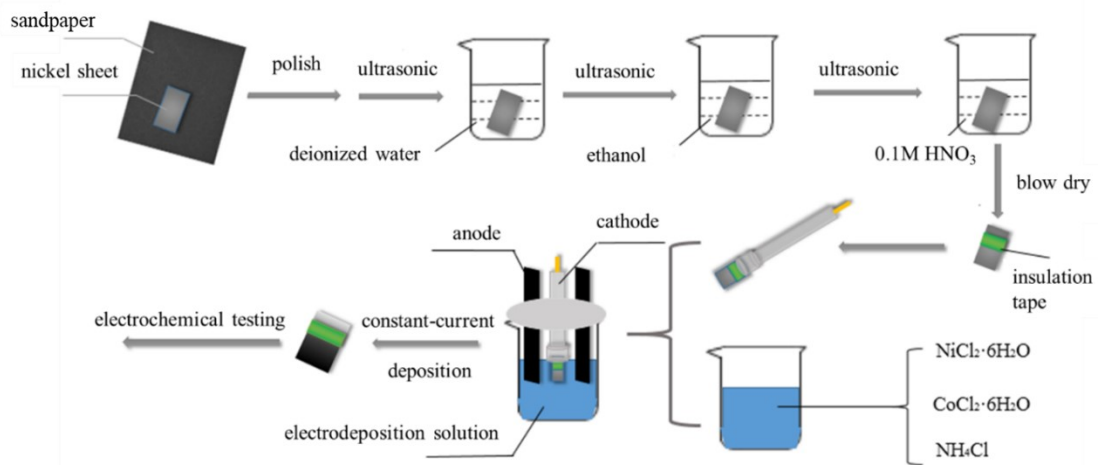 sandpaper
nickel sheet
polish
ultrasonic
ultrasonic
ultrasonic
deionized water
ethanol
0.1M HNO₃
blow dry
insulation
tape
cathode
anode
electrochemical testing
constant-current
deposition
electrodeposition solution
NiCl₂·6H₂O
CoCl₂·6H₂O
NH₄Cl